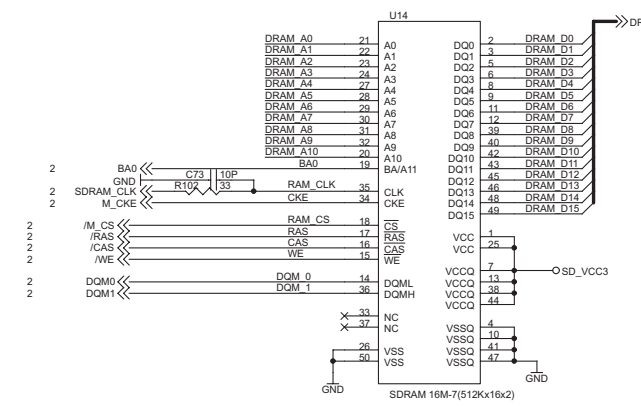 U14
DR
DRAM_A0 21 A0 DQ0 2 DRAM_D0
DRAM_A1 22 A1 DQ1 3 DRAM_D1
DRAM_A2 23 A2 DQ2 5 DRAM_D2
DRAM_A3 24 A3 DQ3 6 DRAM_D3
DRAM_A4 27 A4 DQ4 8 DRAM_D4
DRAM_A5 28 A5 DQ5 9 DRAM_D5
DRAM_A6 29 A6 DQ6 11 DRAM_D6
DRAM_A7 30 A7 DQ7 12 DRAM_D7
DRAM_A8 31 A8 DQ8 39 DRAM_D8
DRAM_A9 32 A9 DQ9 40 DRAM_D9
DRAM_A10 20 A10 DQ10 42 DRAM_D10
2 BA0 BA0 19 BA/A11 DQ11 43 DRAM_D11
GND C73 10P DQ12 45 DRAM_D12
2 SDRAM_CLK R102 33 RAM_CLK 35 CLK DQ13 46 DRAM_D13
2 M_CKE CKE 34 CKE DQ14 48 DRAM_D14
DQ15 49 DRAM_D15
2 /M_CS RAM_CS 18 CS
2 /RAS RAS 17 RAS VCC 1
2 /CAS CAS 16 CAS VCC 25
2 /WE WE 15 WE
VCCQ 7 SD_VCC3
2 DQM0 DQM_0 14 DQML VCCQ 13
2 DQM1 DQM_1 36 DQMH VCCQ 38
VCCQ 44
33 NC VSSQ 4
37 NC VSSQ 10
26 VSS VSSQ 41
50 VSS VSSQ 47
GND
GND
SDRAM 16M-7(512Kx16x2)